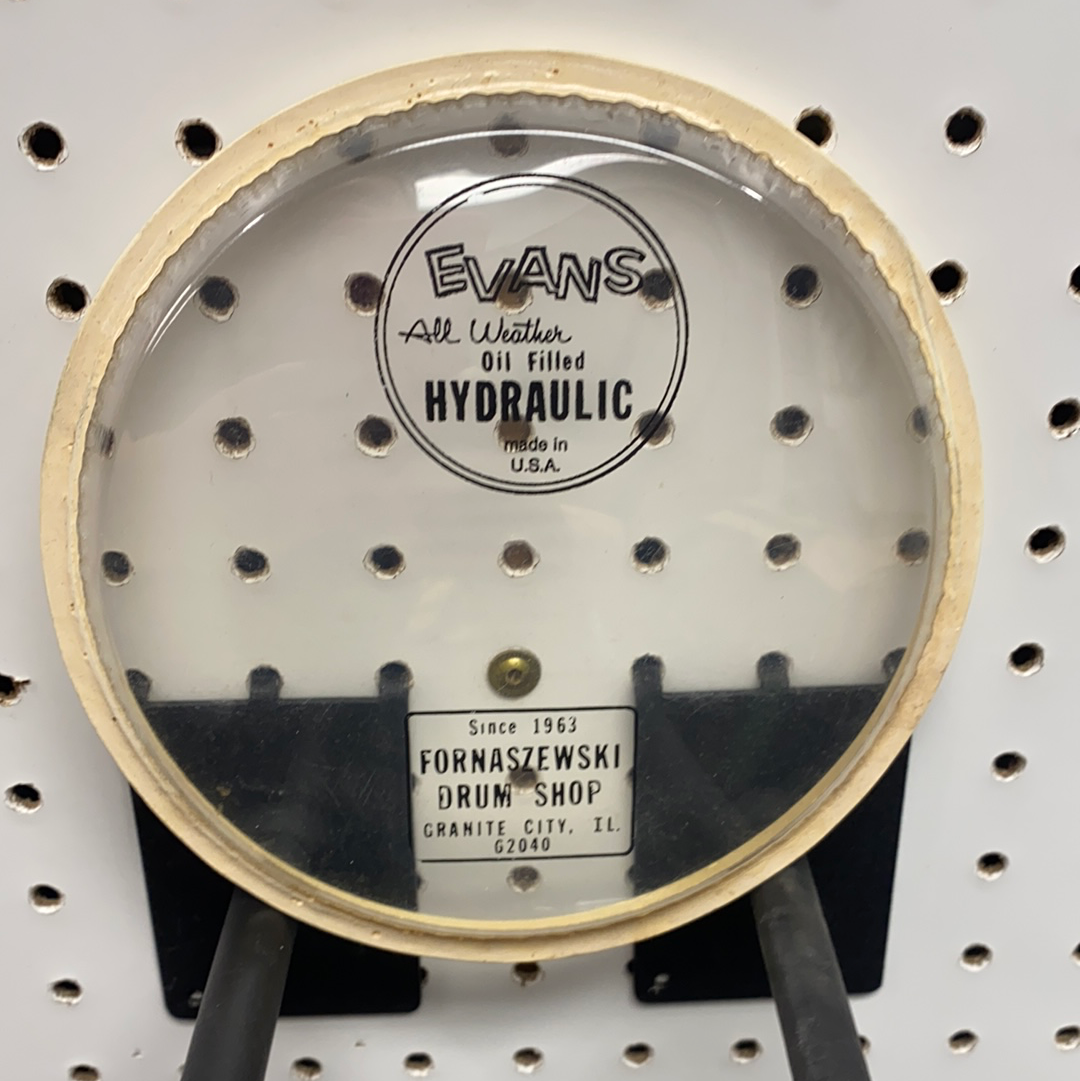 EVANS
All Weather
Oil Filled
HYDRAULIC
made in
U.S.A.
Since 1963
FORNASZEWSKI
DRUM SHOP
GRANITE CITY, IL.
62040